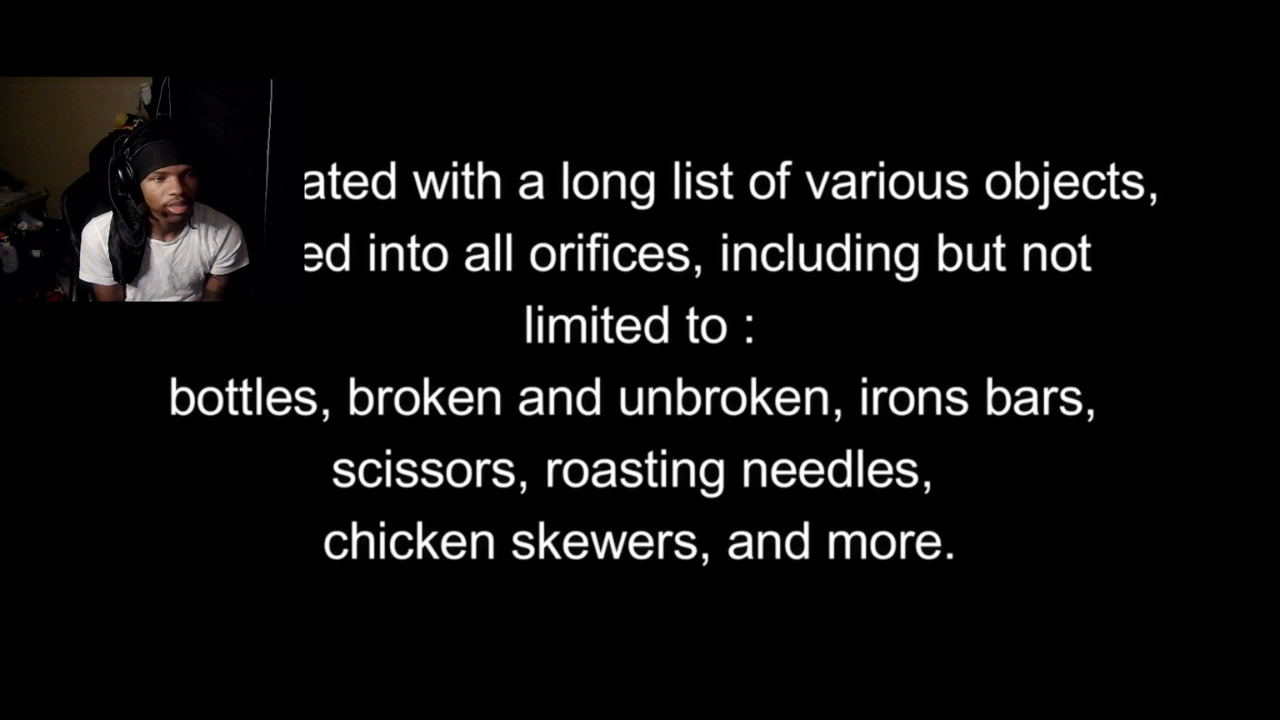 ated with a long list of various objects,
ed into all orifices, including but not
limited to :
bottles, broken and unbroken, irons bars,
scissors, roasting needles,
chicken skewers, and more.